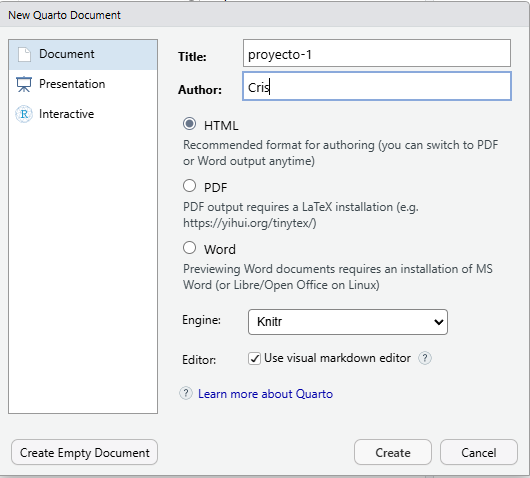 New Quarto Document
Document
Presentation
Interactive
Title:
proyecto-1
Author:
Cris
HTML
Recommended format for authoring (you can switch to PDF
or Word output anytime)
PDF
PDF output requires a LaTeX installation (e.g.
https://yihui.org/tinytex/)
Word
Previewing Word documents requires an installation of MS
Word (or Libre/Open Office on Linux)
Engine:
Knitr
Editor:
Use visual markdown editor ?
? Learn more about Quarto
Create Empty Document
Create
Cancel